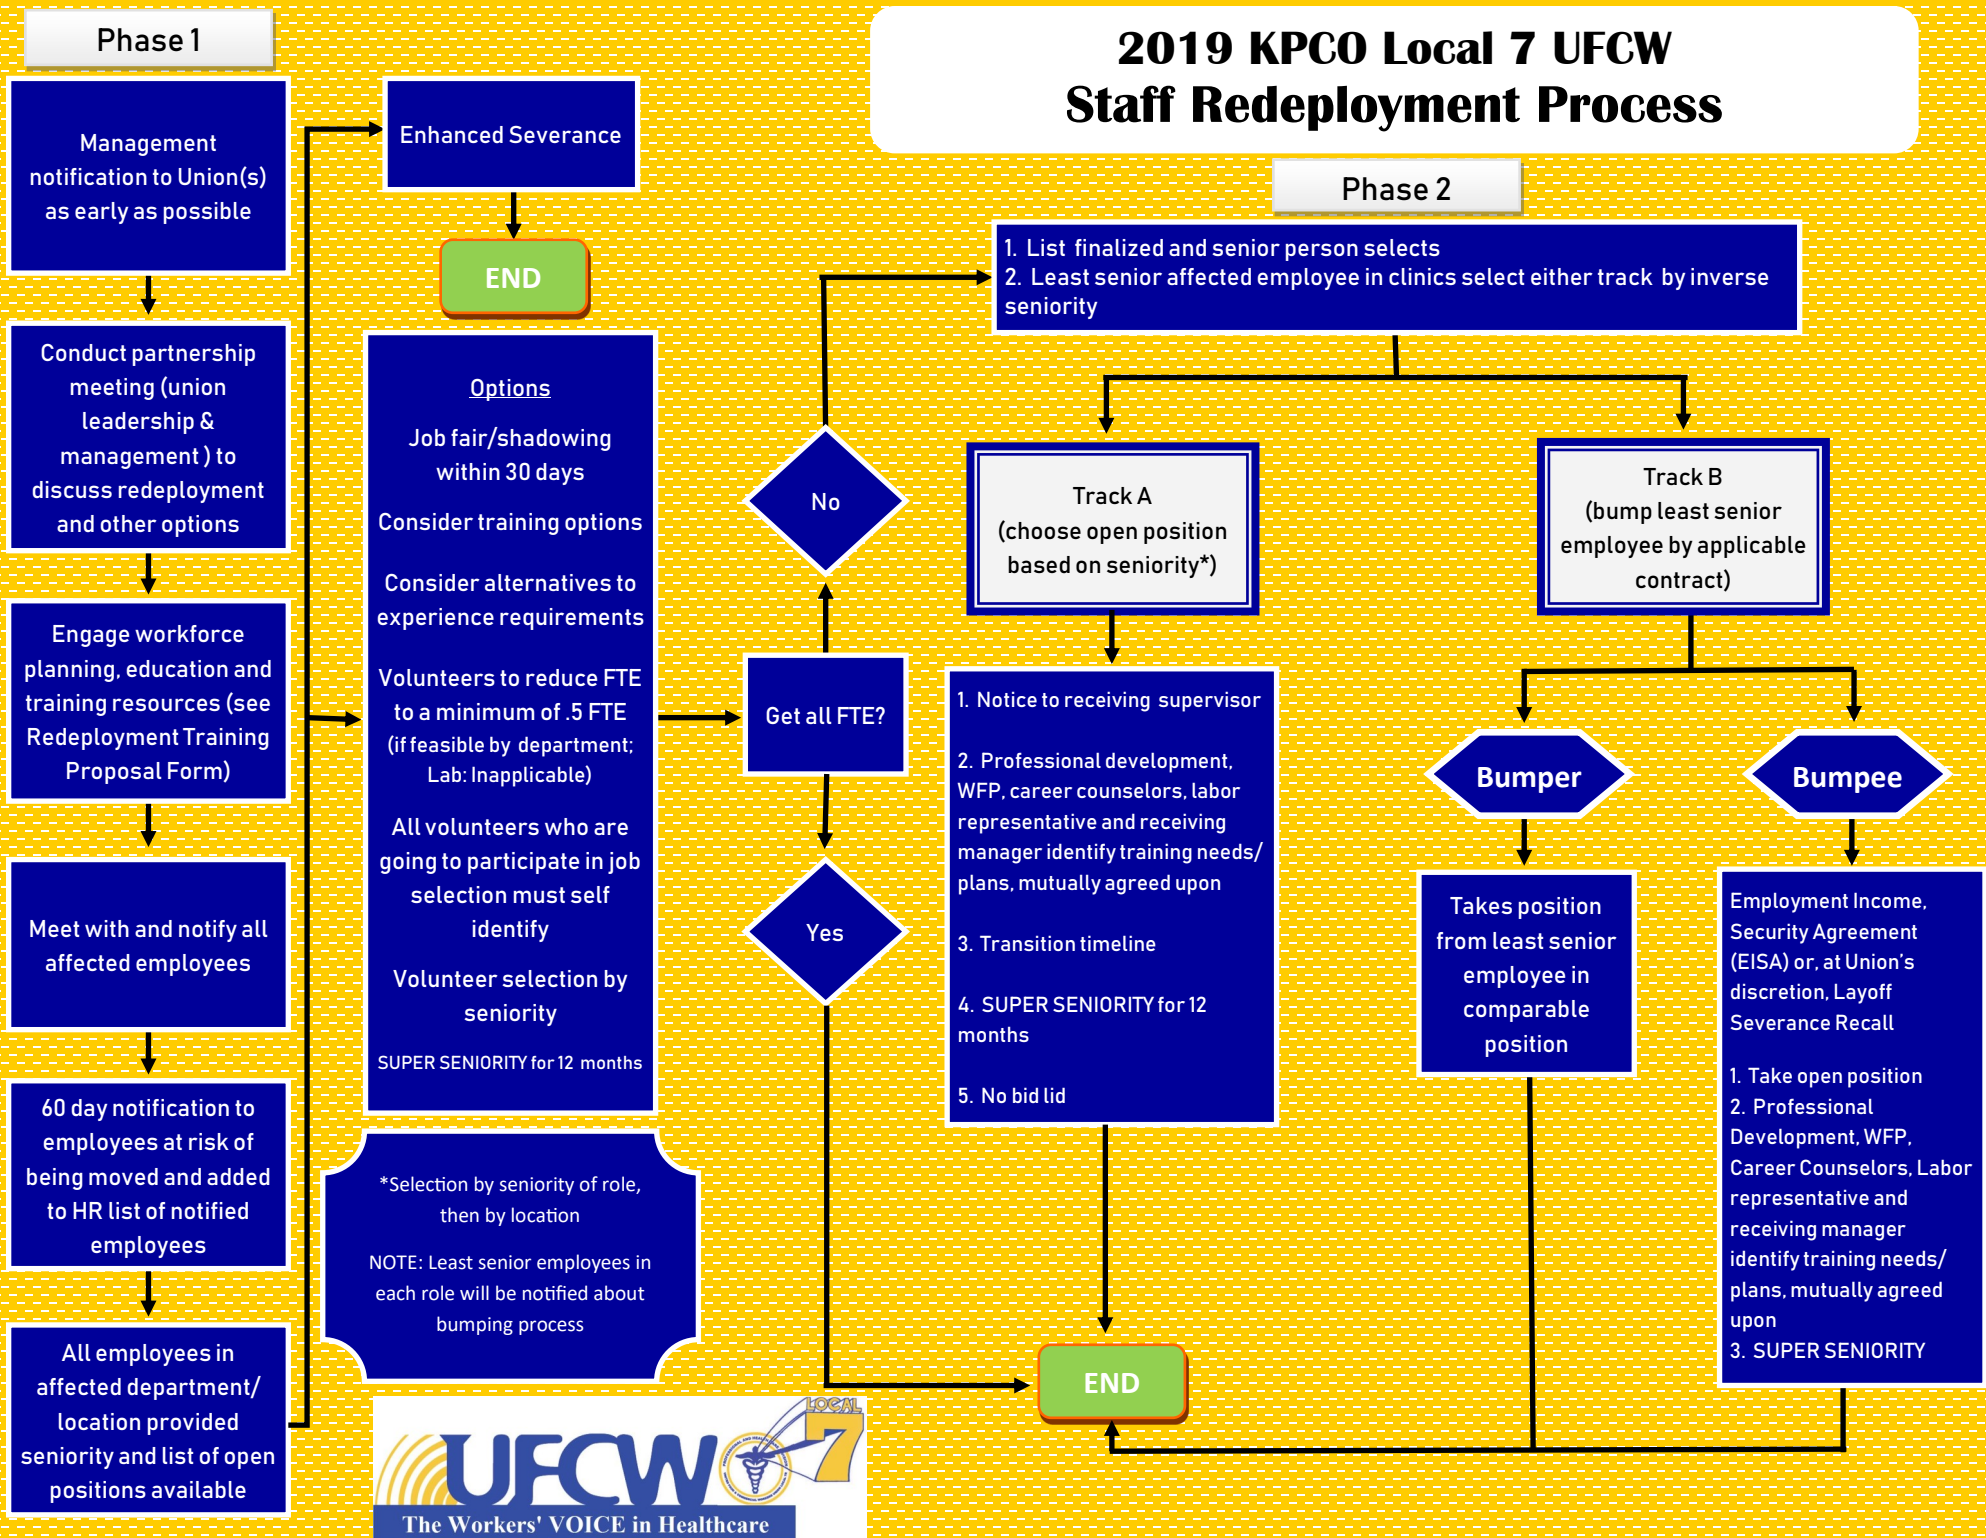 2019 KPCO Local 7 UFCW
Staff Redeployment Process
Phase 1
Management
notification to Union(s)
as early as possible
Conduct partnership
meeting (union
leadership &
management ) to
discuss redeployment
and other options
Engage workforce
planning, education and
training resources (see
Redeployment Training
Proposal Form)
Meet with and notify all
affected employees
60 day notification to
employees at risk of
being moved and added
to HR list of notified
employees
All employees in
affected department/
location provided
seniority and list of open
positions available
Enhanced Severance
END
Options
Job fair/shadowing
within 30 days
Consider training options
Consider alternatives to
experience requirements
Volunteers to reduce FTE
to a minimum of .5 FTE
(if feasible by department;
Lab: Inapplicable)
All volunteers who are
going to participate in job
selection must self
identify
Volunteer selection by
seniority
SUPER SENIORITY for 12 months
*Selection by seniority of role,
then by location
NOTE: Least senior employees in
each role will be notified about
bumping process
Get all FTE?
No
Yes
Phase 2
1. List finalized and senior person selects
2. Least senior affected employee in clinics select either track by inverse
seniority
Track A
(choose open position
based on seniority*)
1. Notice to receiving supervisor
2. Professional development,
WFP, career counselors, labor
representative and receiving
manager identify training needs/
plans, mutually agreed upon
3. Transition timeline
4. SUPER SENIORITY for 12
months
5. No bid lid
END
Track B
(bump least senior
employee by applicable
contract)
Bumper
Takes position
from least senior
employee in
comparable
position
Bumpee
Employment Income,
Security Agreement
(EISA) or, at Union's
discretion, Layoff
Severance Recall
1. Take open position
2. Professional
Development, WFP,
Career Counselors, Labor
representative and
receiving manager
identify training needs/
plans, mutually agreed
upon
3. SUPER SENIORITY
LOCAL
7
UFCW
The Workers' VOICE in Healthcare